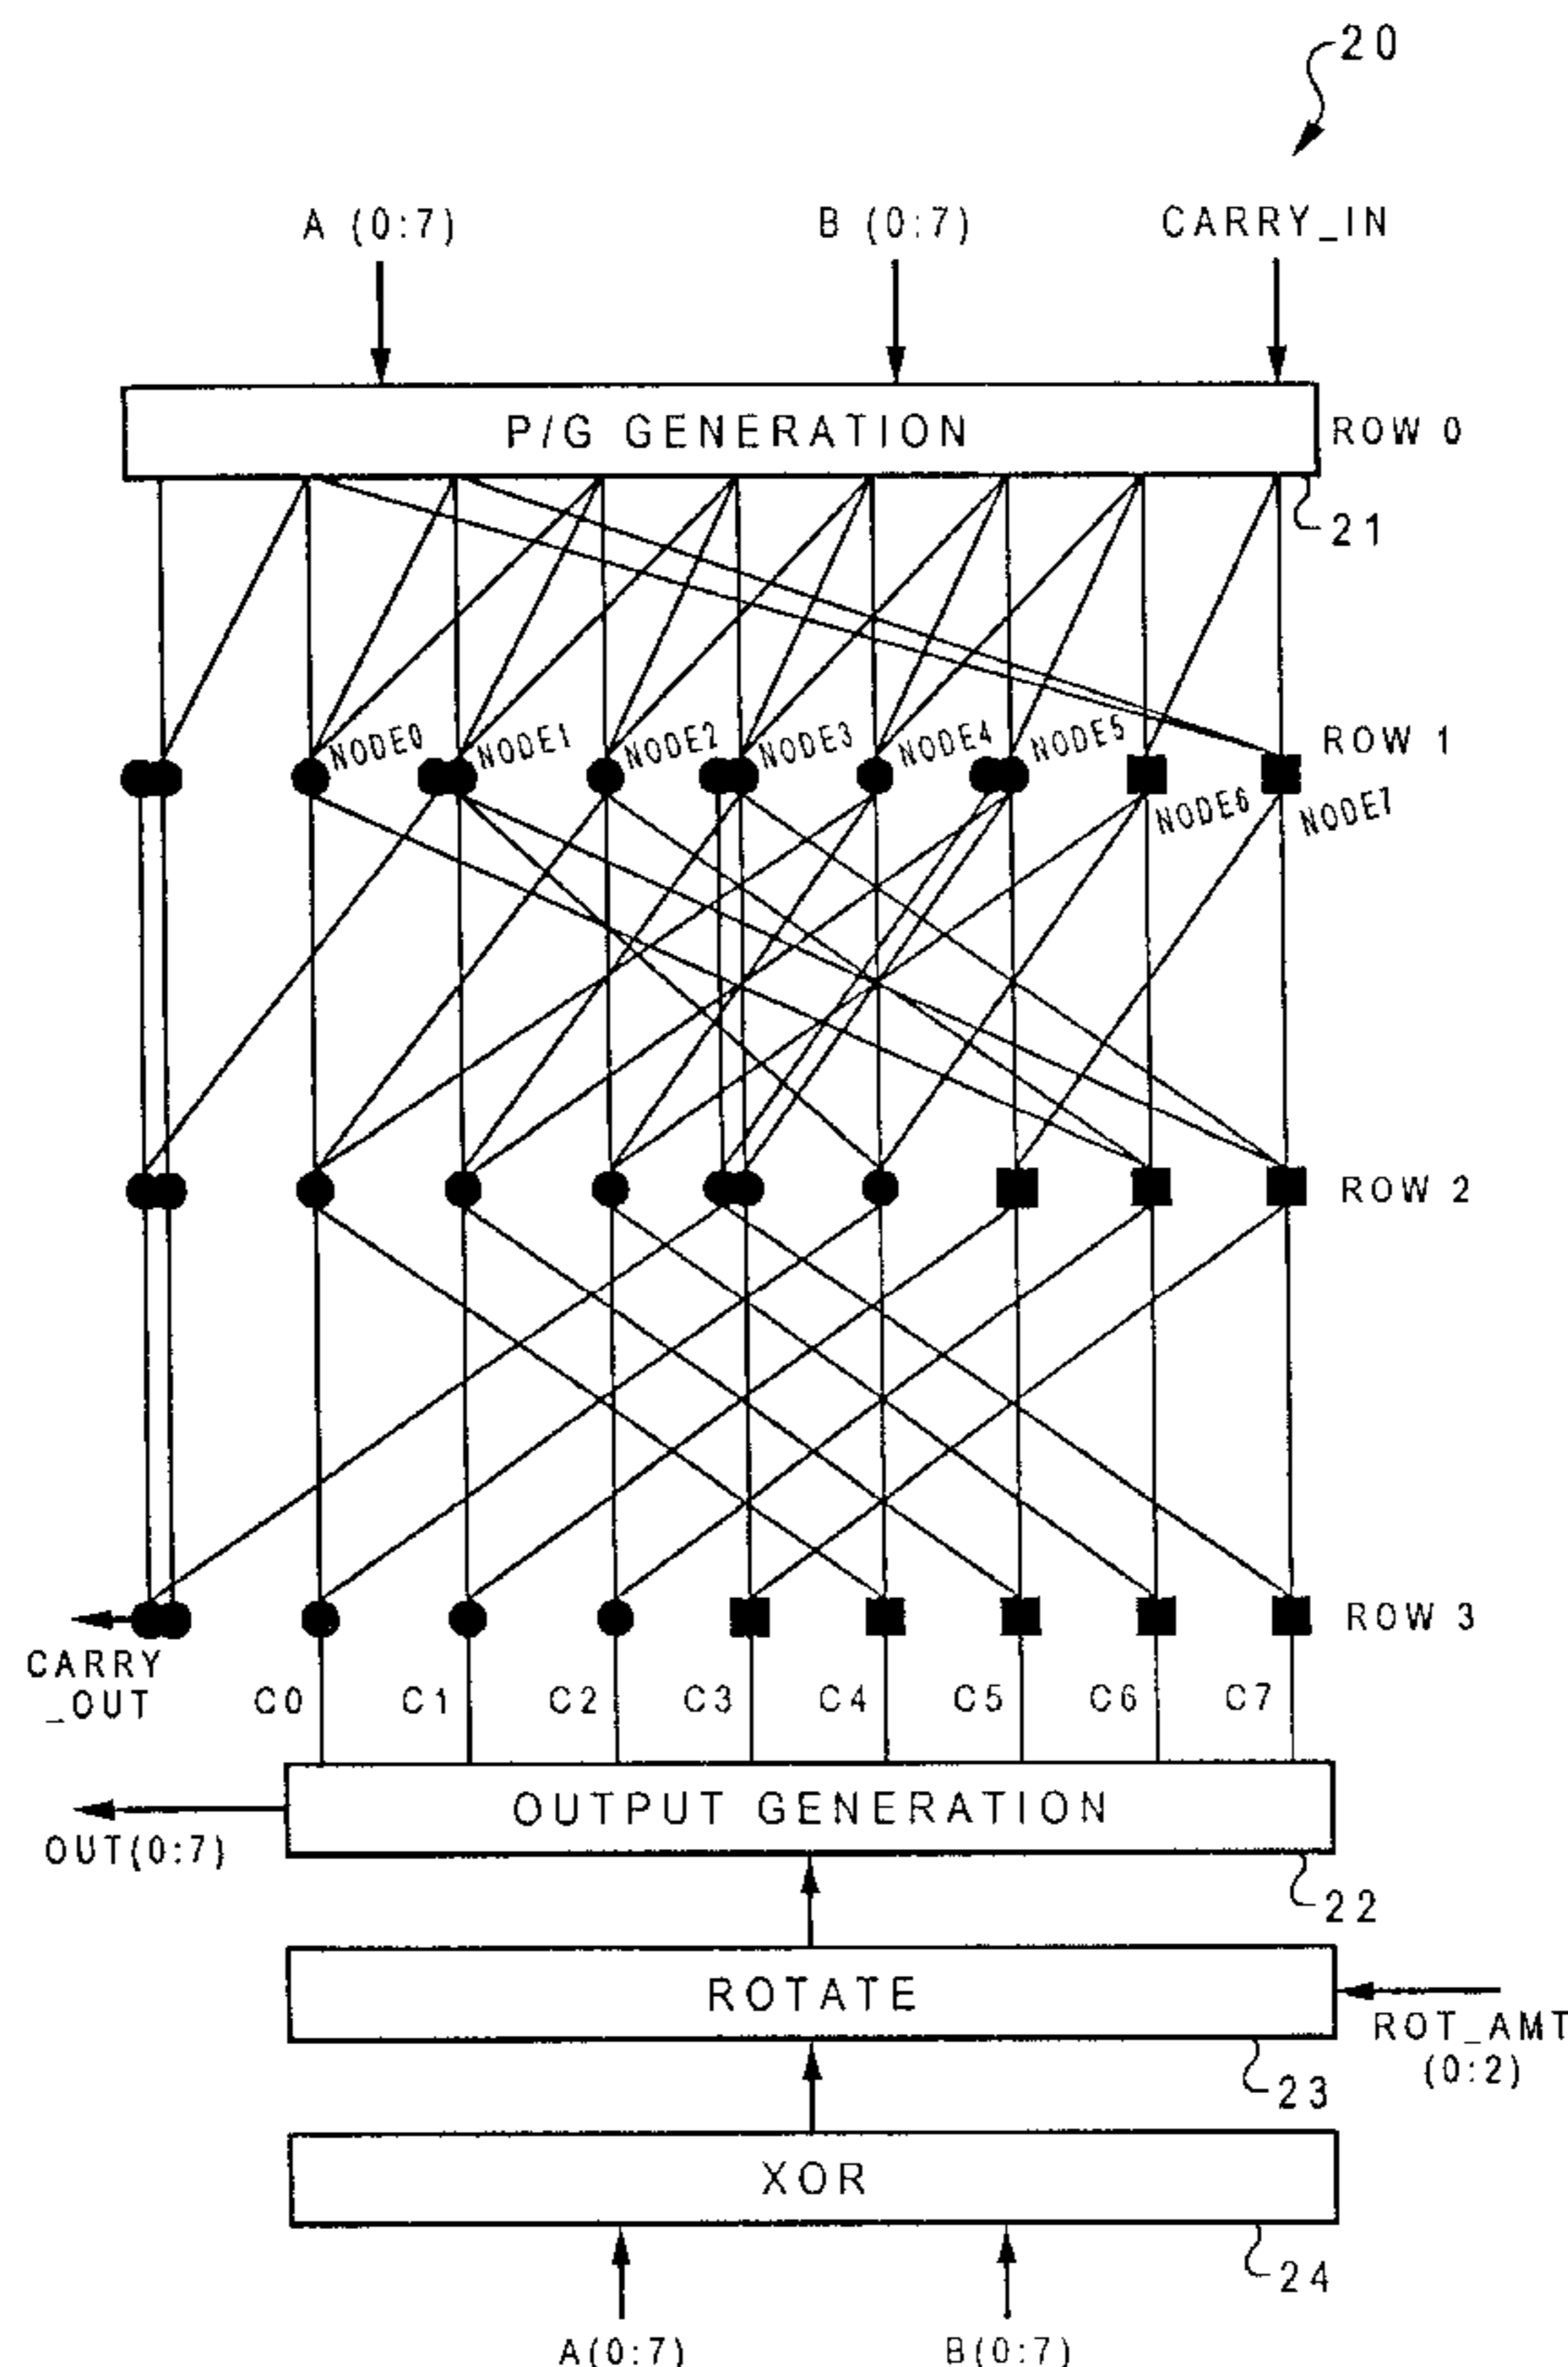 20
A (0:7)
B (0:7)
CARRY_IN
P/G GENERATION
ROW 0
21
NODE0
NODE1
NODE2
NODE3
NODE4
NODE5
ROW 1
NODE6
NODE7
ROW 2
ROW 3
CARRY
_OUT
C0
C1
C2
C3
C4
C5
C6
C7
OUTPUT GENERATION
OUT(0:7)
22
ROTATE
ROT_AMT
(0:2)
23
XOR
24
A(0:7)
B(0:7)